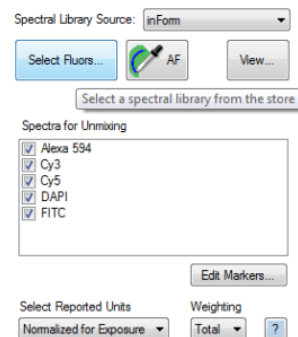 Spectral Library Source: inForm
Select Fluors... AF View...
Select a spectral library from the store
Spectra for Unmixing
Alexa 594
Cy3
Cy5
DAPI
FITC
Edit Markers...
Select Reported Units Weighting
Normalized for Exposure Total ?